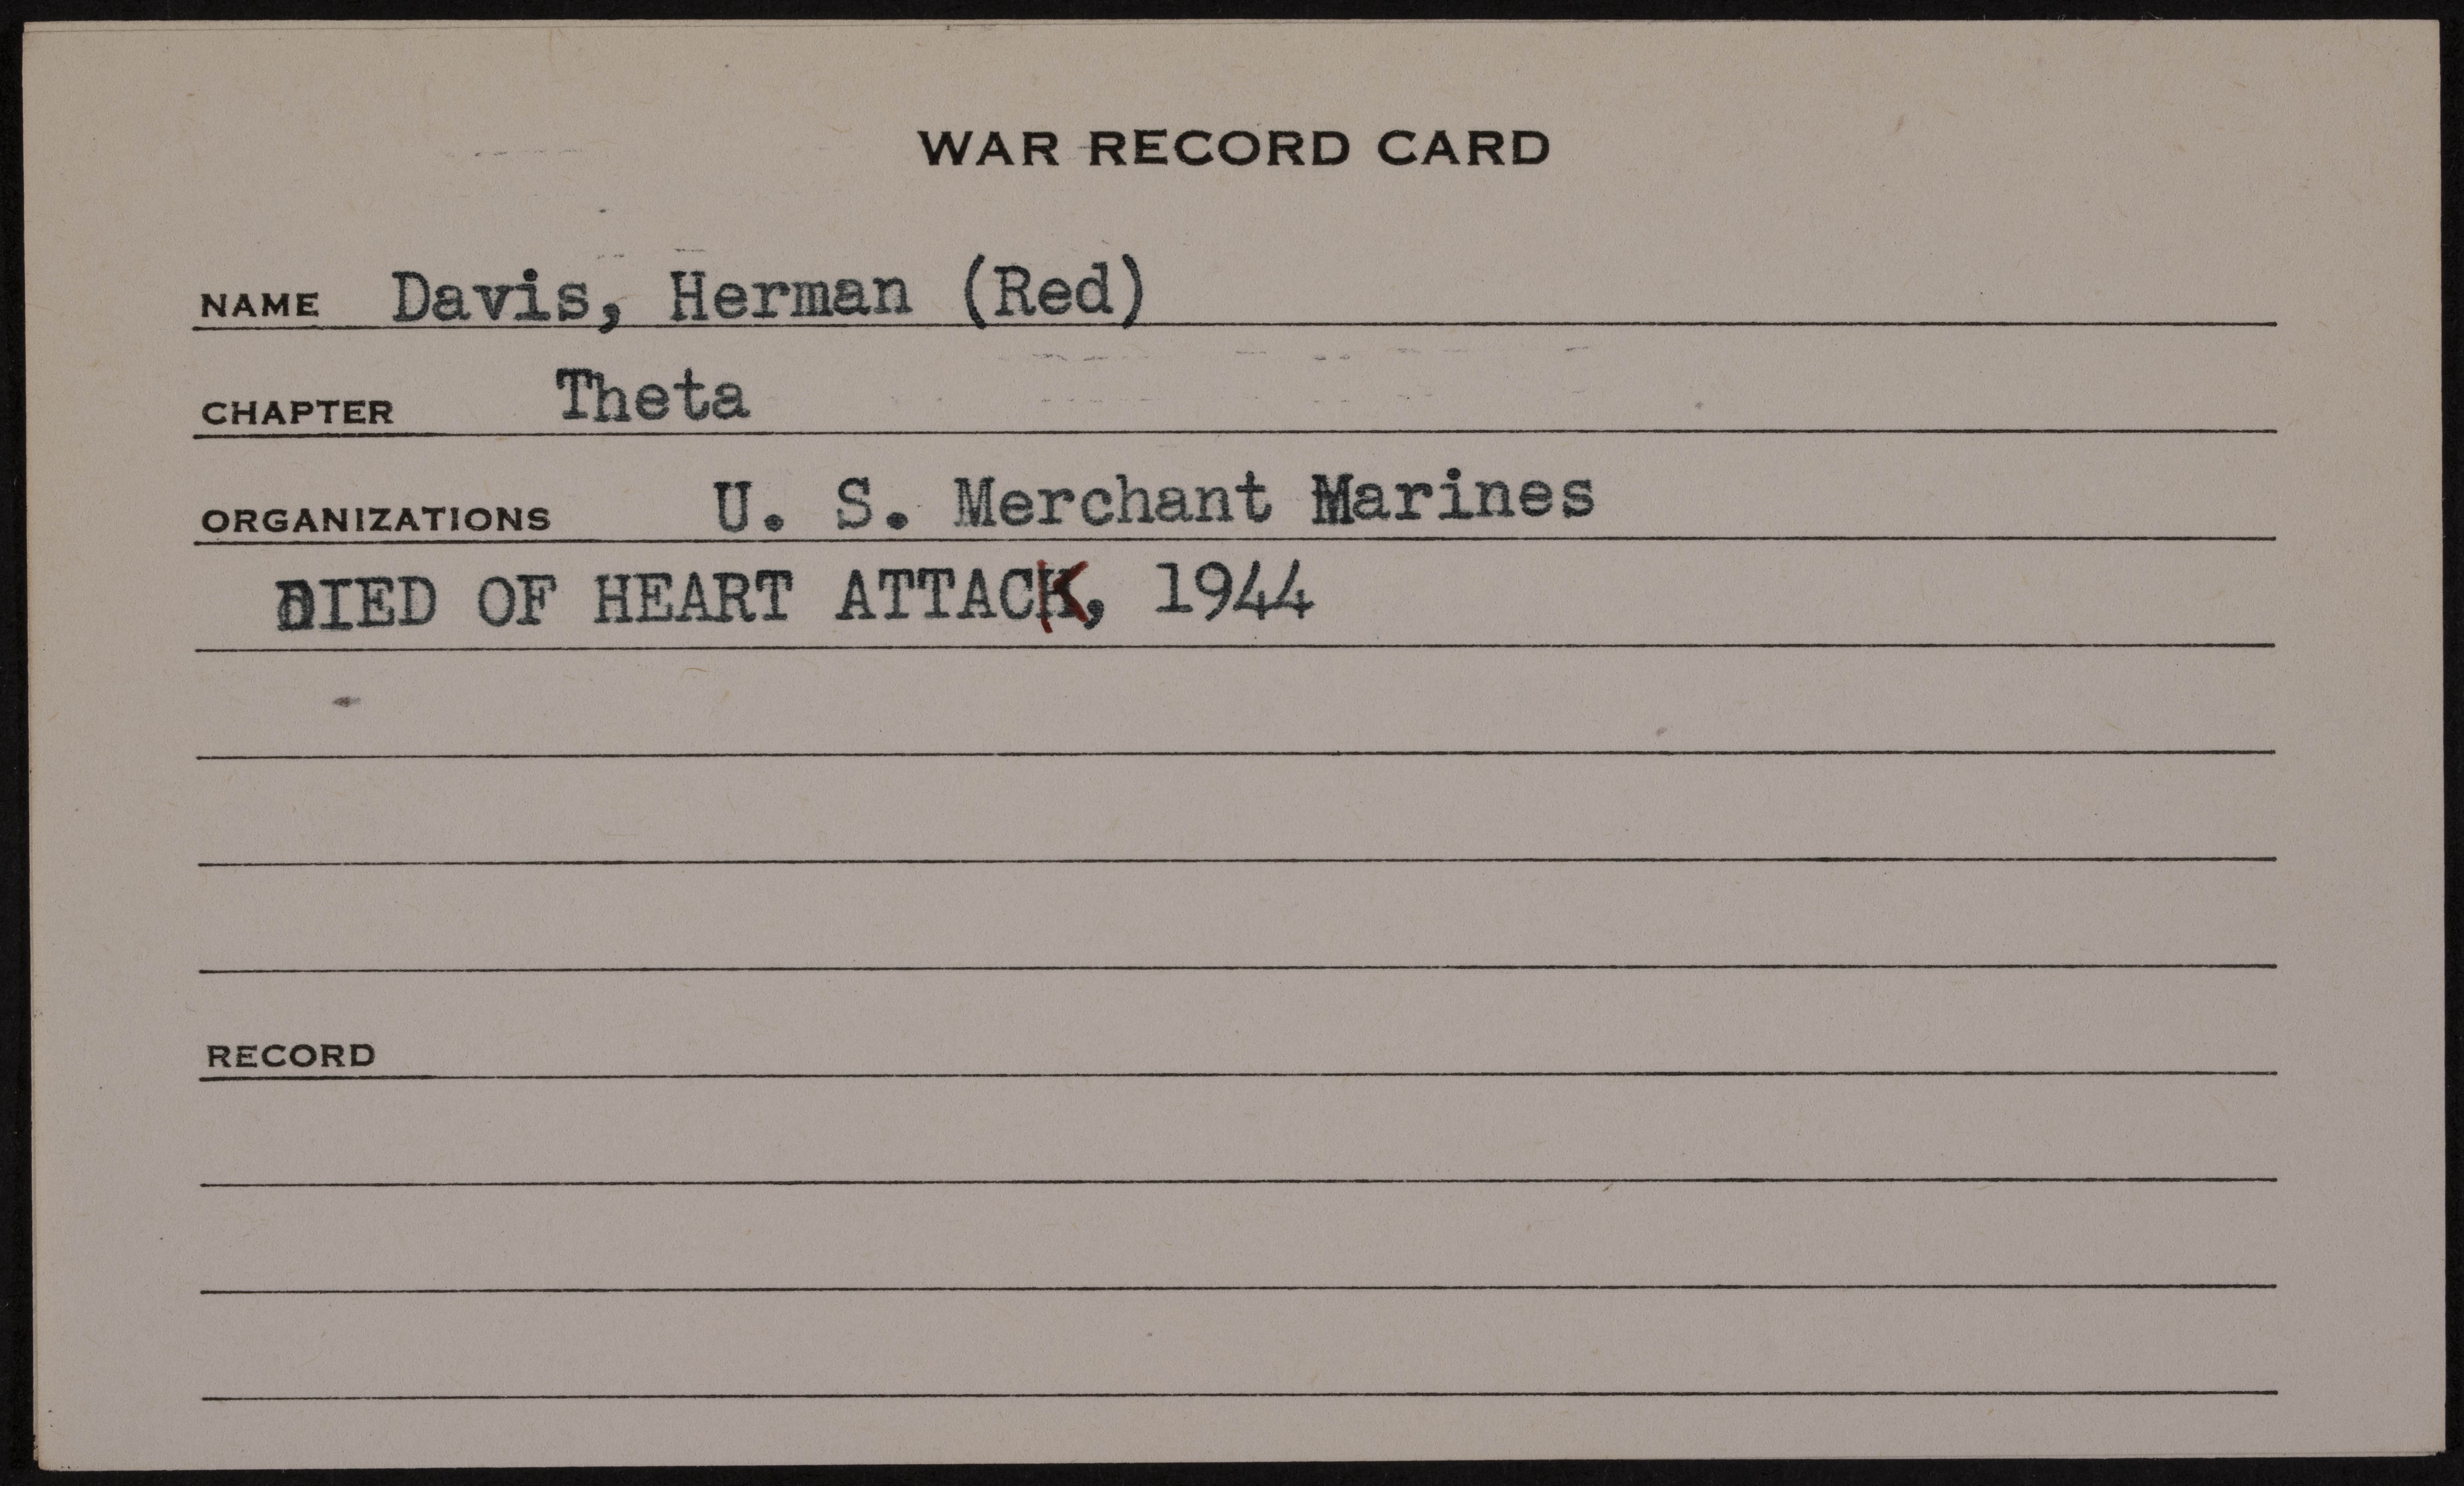 WAR RECORD CARD
NAME Davis, Herman (Red)
CHAPTER Theta
ORGANIZATIONS U. S. Merchant Marines
DIED OF HEART ATTACK, 1944
RECORD